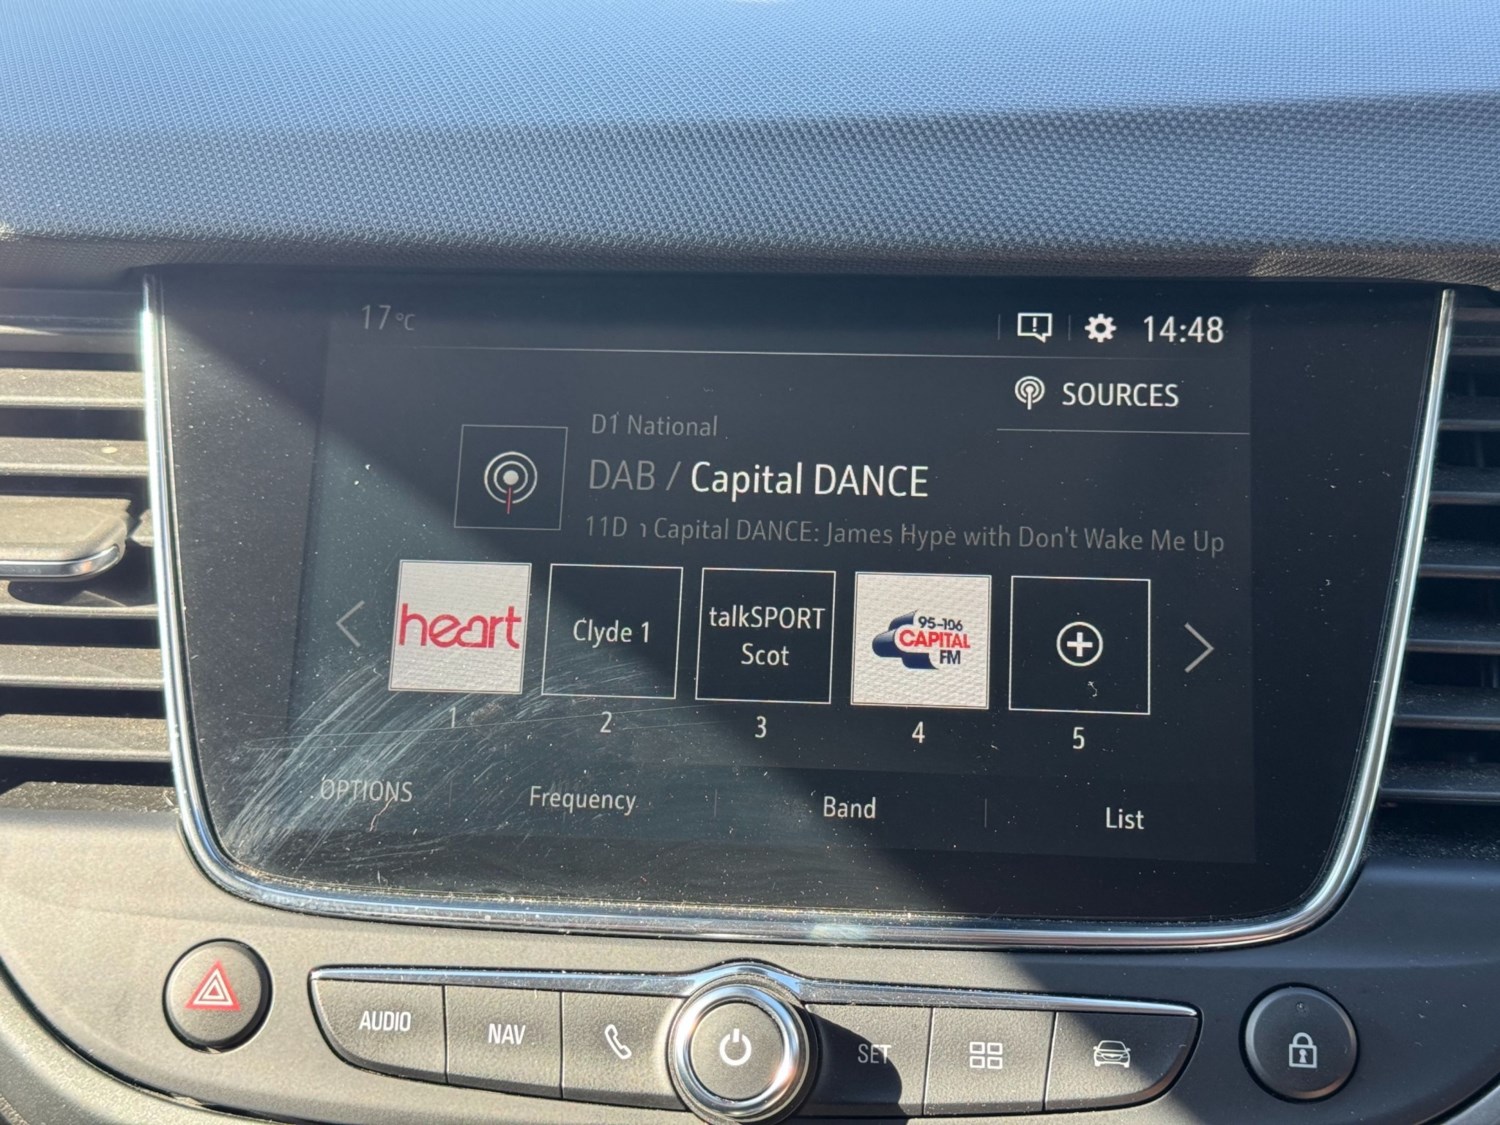 17°C
14:48
SOURCES
D1 National
DAB / Capital DANCE
11D Capital DANCE: James Hype with Don't Wake Me Up
heart
Clyde 1
talkSPORT
Scot
95-106
CAPITAL
FM
1
2
3
4
5
OPTIONS
Frequency
Band
List
AUDIO
NAV
SET